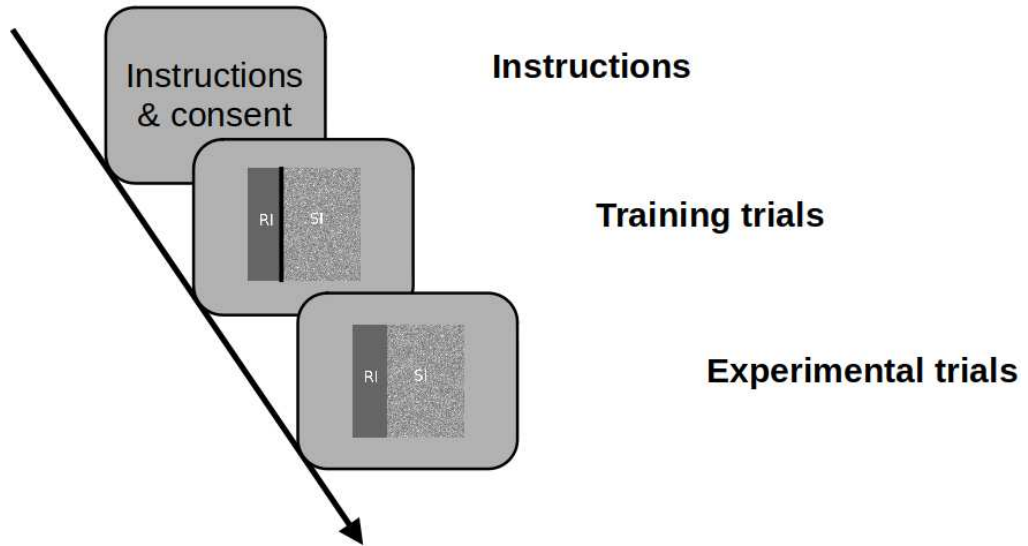 Instructions
& consent
Instructions
RI SI
Training trials
RI SI
Experimental trials